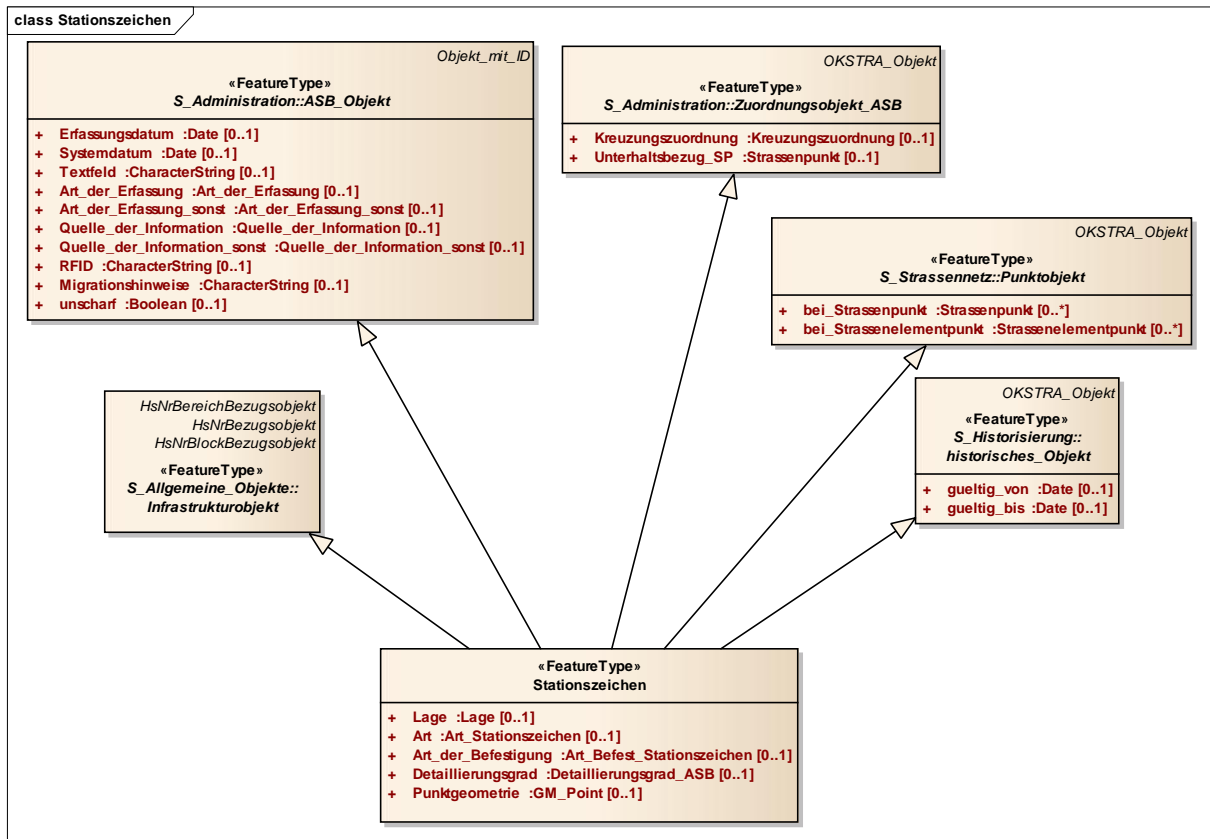 class Stationszeichen
Objekt_mit_ID
«FeatureType»
S_Administration::ASB_Objekt
+ Erfassungsdatum :Date [0..1]
+ Systemdatum :Date [0..1]
+ Textfeld :CharacterString [0..1]
+ Art_der_Erfassung :Art_der_Erfassung [0..1]
+ Art_der_Erfassung_sonst :Art_der_Erfassung_sonst [0..1]
+ Quelle_der_Information :Quelle_der_Information [0..1]
+ Quelle_der_Information_sonst :Quelle_der_Information_sonst [0..1]
+ RFID :CharacterString [0..1]
+ Migrationshinweise :CharacterString [0..1]
+ unscharf :Boolean [0..1]
OKSTRA_Objekt
«FeatureType»
S_Administration::Zuordnungsobjekt_ASB
+ Kreuzungszuordnung :Kreuzungszuordnung [0..1]
+ Unterhaltsbezug_SP :Strassenpunkt [0..1]
OKSTRA_Objekt
«FeatureType»
S_Strassennetz::Punktobjekt
+ bei_Strassenpunkt :Strassenpunkt [0..*]
+ bei_Strassenelementpunkt :Strassenelementpunkt [0..*]
HsNrBereichBezugsobjekt
HsNrBezugsobjekt
HsNrBlockBezugsobjekt
«FeatureType»
S_Allgemeine_Objekte::
Infrastrukturobjekt
OKSTRA_Objekt
«FeatureType»
S_Historisierung::
historisches_Objekt
+ gueltig_von :Date [0..1]
+ gueltig_bis :Date [0..1]
«FeatureType»
Stationszeichen
+ Lage :Lage [0..1]
+ Art :Art_Stationszeichen [0..1]
+ Art_der_Befestigung :Art_Befest_Stationszeichen [0..1]
+ Detaillierungsgrad :Detaillierungsgrad_ASB [0..1]
+ Punktgeometrie :GM_Point [0..1]